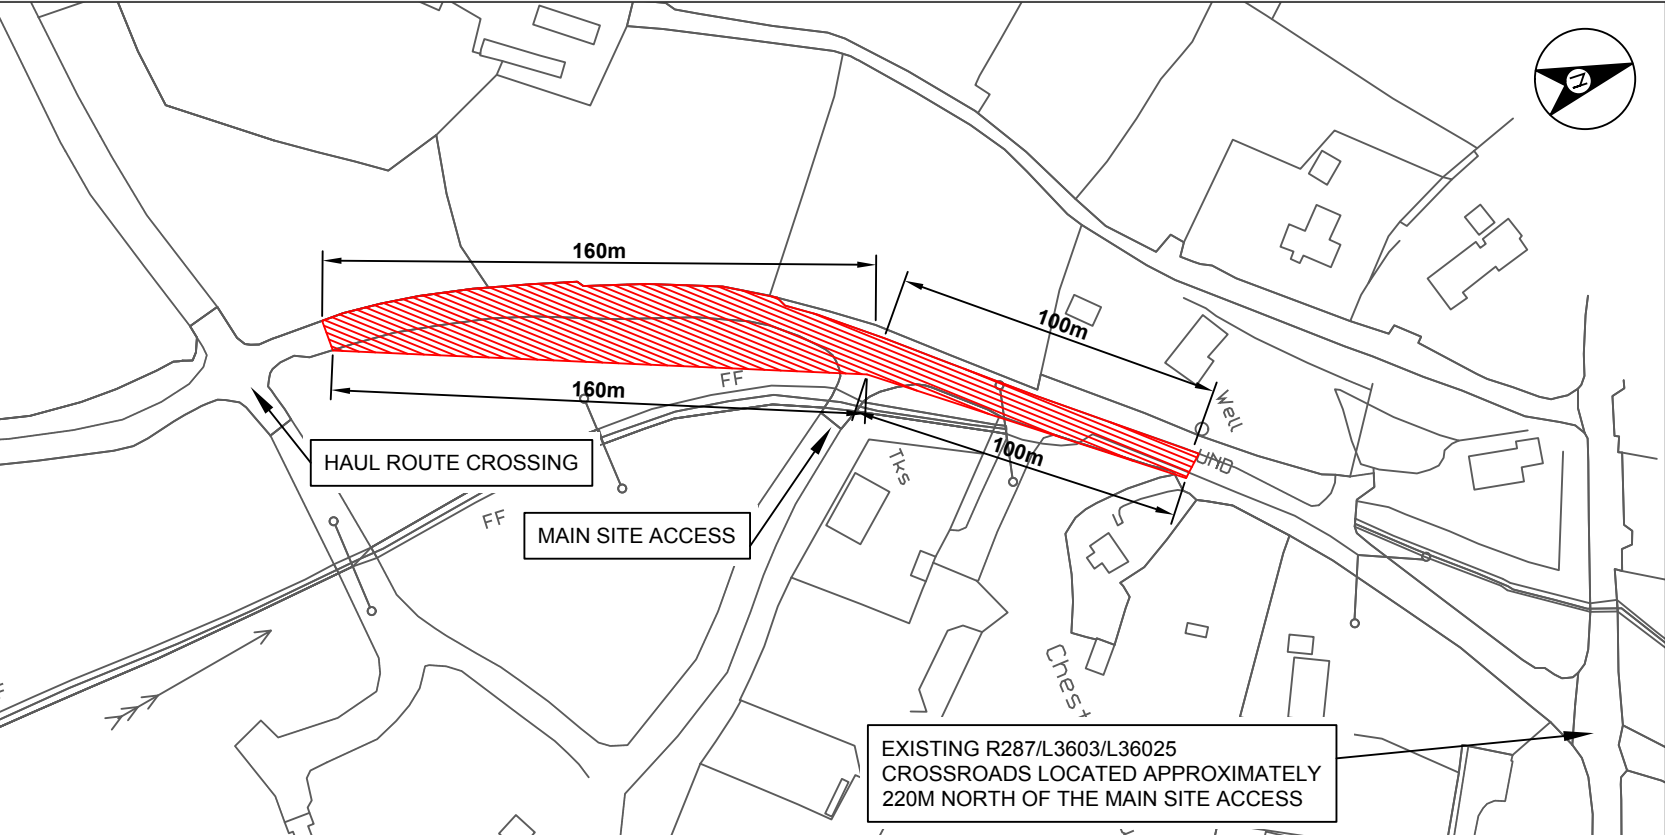 N
160m
100m
160m
FF
Well
HAUL ROUTE CROSSING
100m
UND
Tks
FF
MAIN SITE ACCESS
Chest
EXISTING R287/L3603/L36025
CROSSROADS LOCATED APPROXIMATELY
220M NORTH OF THE MAIN SITE ACCESS